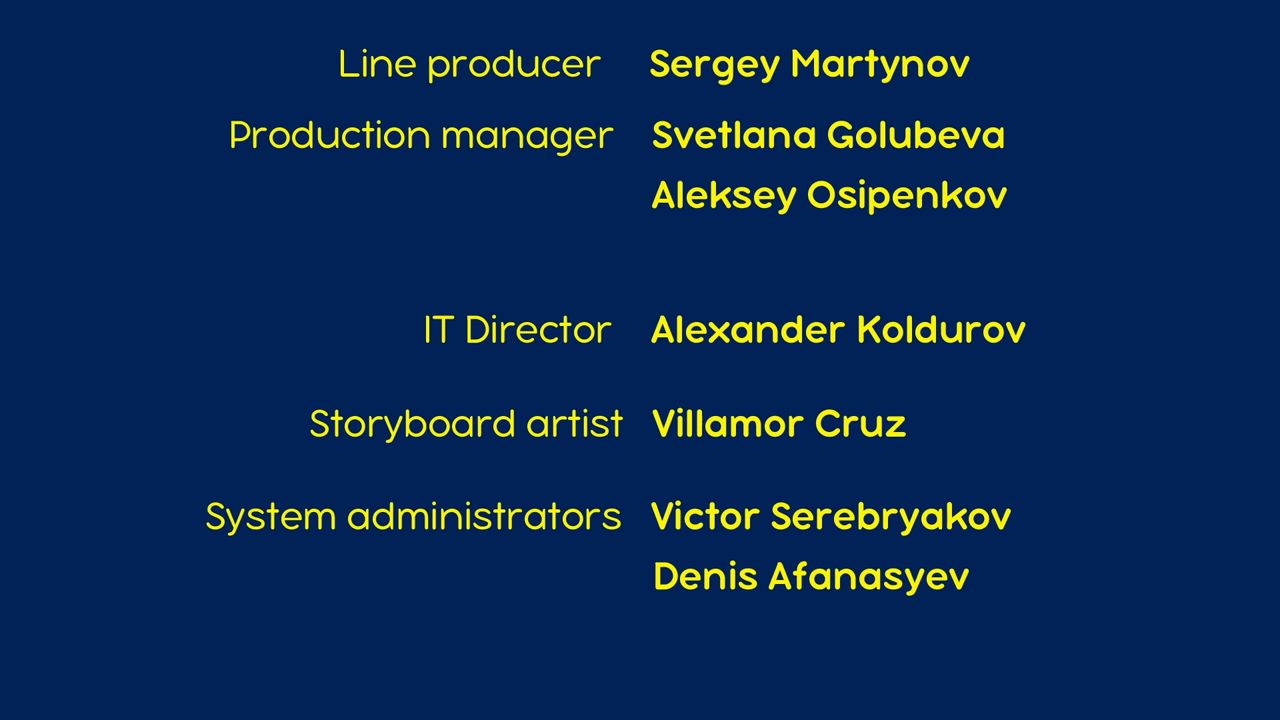 Line producer Sergey Martynov
Production manager Svetlana Golubeva
Aleksey Osipenkov
IT Director Alexander Koldurov
Storyboard artist Villamor Cruz
System administrators Victor Serebryakov
Denis Afanasyev